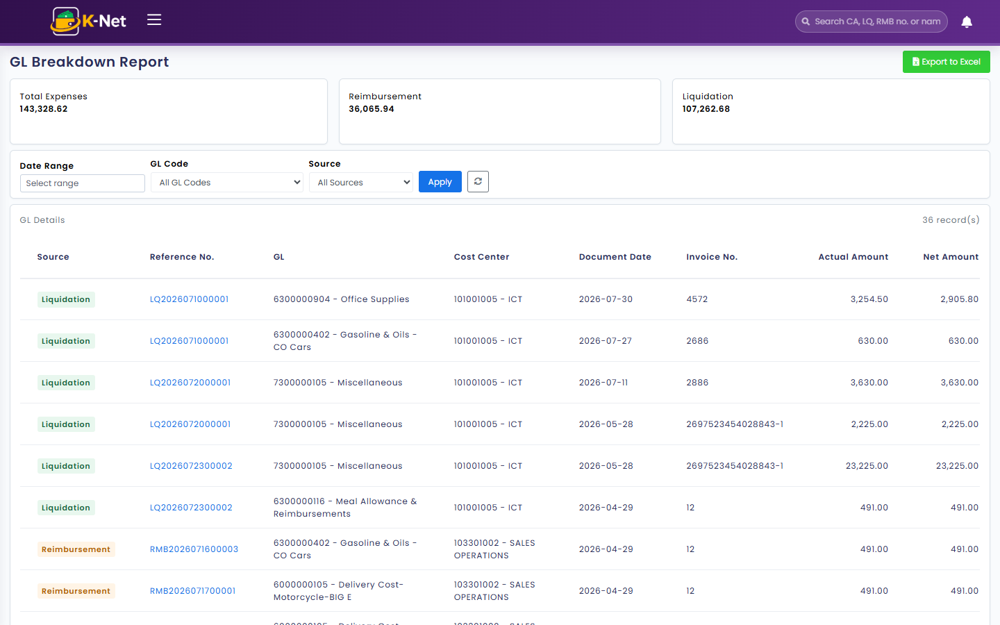 K-Net
Search CA, LQ, RMB no. or nam
GL Breakdown Report
Export to Excel
Total Expenses
143,328.62
Reimbursement
36,065.94
Liquidation
107,262.68
Date Range
Select range
GL Code
All GL Codes
Source
All Sources
Apply
GL Details
36 record(s)
Source Reference No. GL Cost Center Document Date Invoice No. Actual Amount Net Amount
Liquidation LQ2026071000001 6300000904 - Office Supplies 101001005 - ICT 2026-07-30 4572 3,254.50 2,905.80
Liquidation LQ2026071000001 6300000402 - Gasoline & Oils - CO Cars 101001005 - ICT 2026-07-27 2686 630.00 630.00
Liquidation LQ2026072000001 7300000105 - Miscellaneous 101001005 - ICT 2026-07-11 2886 3,630.00 3,630.00
Liquidation LQ2026072000001 7300000105 - Miscellaneous 101001005 - ICT 2026-05-28 2697523454028843-1 2,225.00 2,225.00
Liquidation LQ2026072300002 7300000105 - Miscellaneous 101001005 - ICT 2026-05-28 2697523454028843-1 23,225.00 23,225.00
Liquidation LQ2026072300002 6300000116 - Meal Allowance & Reimbursements 101001005 - ICT 2026-04-29 12 491.00 491.00
Reimbursement RMB2026071600003 6300000402 - Gasoline & Oils - CO Cars 103301002 - SALES OPERATIONS 2026-04-29 12 491.00 491.00
Reimbursement RMB2026071700001 6000000105 - Delivery Cost-Motorcycle-BIG E 103301002 - SALES OPERATIONS 2026-04-29 12 491.00 491.00